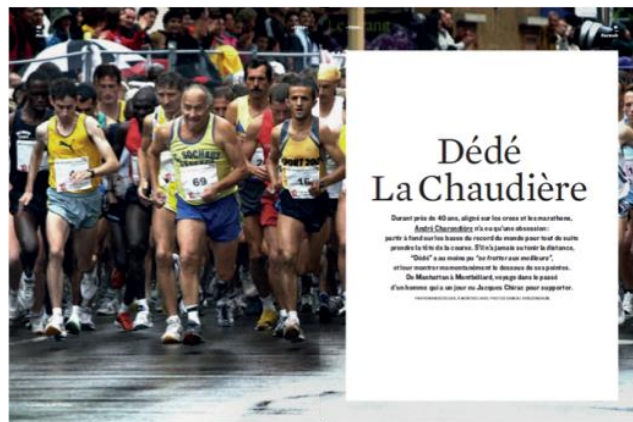 Dédé
La Chaudière
Durant près de 40 ans, aligné sur les cross et les marathons,
André Charondière n'a eu qu'une obsession:
partir à fond sur les bases du record du monde pour tout de suite
prendre la tête de la course. S'il n'a jamais su tenir la distance,
"Dédé" a au moins pu "se frotter aux meilleurs",
et leur montrer momentanément le dessous de ses pointes.
De Manhattan à Montbéliard, voyage dans le passé
d'un homme qui a un jour eu Jacques Chirac pour supporter.
SOCHAUX
69
16